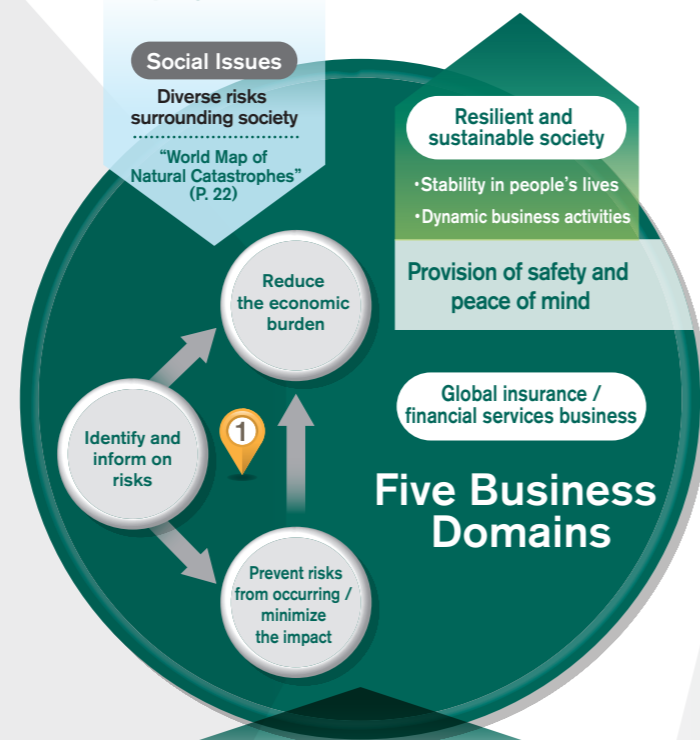 Social Issues
Diverse risks
surrounding society
“World Map of
Natural Catastrophes”
(P. 22)
Resilient and
sustainable society
・Stability in people’s lives
・Dynamic business activities
Provision of safety and
peace of mind
Reduce
the economic
burden
Identify and
inform on
risks
1
Prevent risks
from occurring /
minimize
the impact
Global insurance /
financial services business
Five Business
Domains